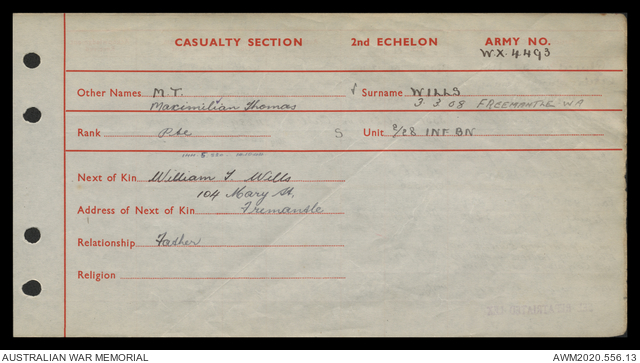 CASUALTY SECTION 2nd ECHELON ARMY NO.
W.X.4493
Other Names M.T. Surname WILLS
Maximilian Thomas 3 3 08 FREEMANTLE WA
Rank Pte S Unit 2/28 INF BN
Next of Kin William T. Wills
104 Mary St.
Address of Next of Kin Fremantle
Relationship Father
Religion
AUSTRALIAN WAR MEMORIAL AWM2020.556.13